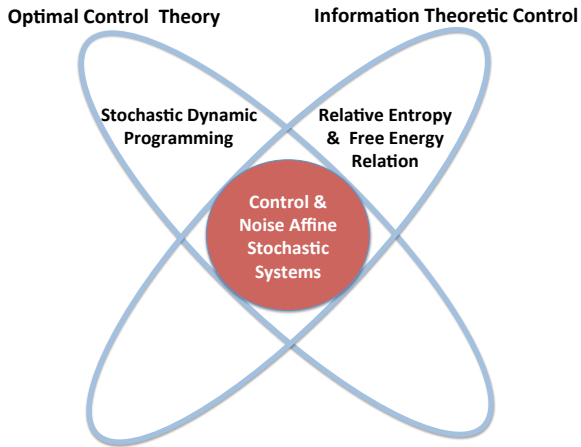 Optimal Control Theory
Information Theoretic Control
Stochastic Dynamic
Programming
Relative Entropy
& Free Energy
Relation
Control &
Noise Affine
Stochastic
Systems